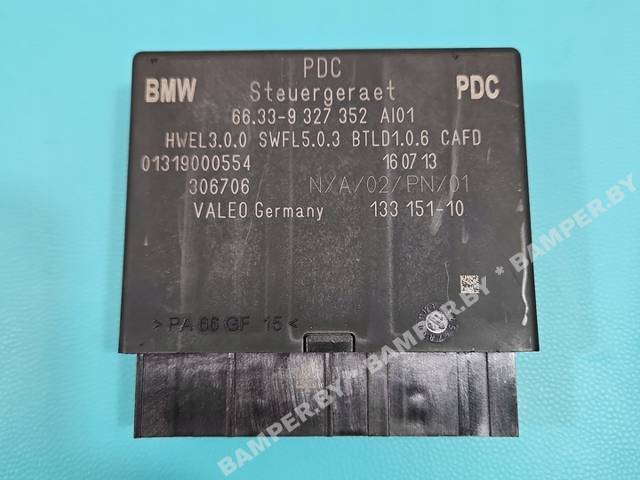 PDC
BMW Steuergeraet PDC
66.33-9 327 352 AI01
HWEL3.0.0 SWFL5.0.3 BTLD1.0.6 CAFD
01319000554 16 07 13
306706 N/A/02/PN/01
VALEO Germany 133 151-10
> PA 66 GF 15 <
BAMPER.BY * BAMPER.BY * BAMPER.BY